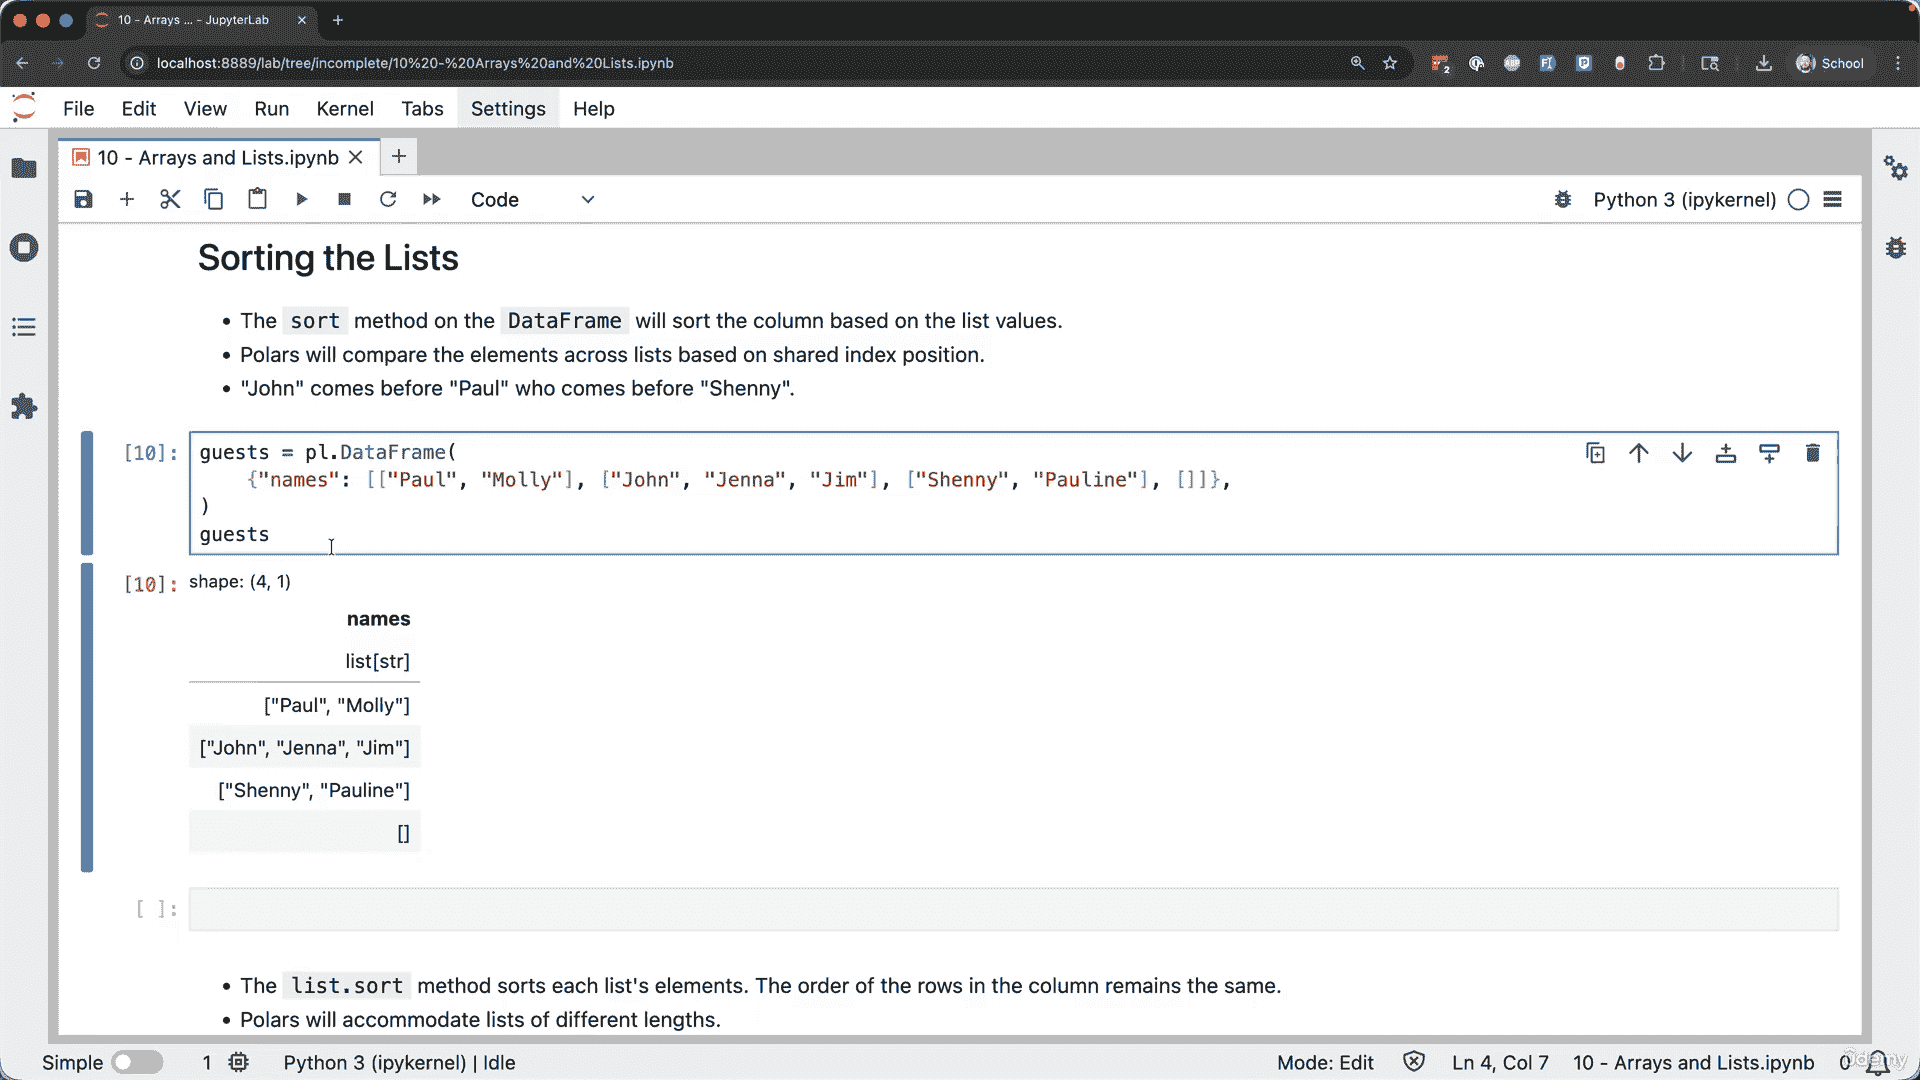 10 - Arrays ... - JupyterLab
localhost:8889/lab/tree/incomplete/10%20-%20Arrays%20and%20Lists.ipynb
School
File Edit View Run Kernel Tabs Settings Help
10 - Arrays and Lists.ipynb
Code
Python 3 (ipykernel)
Sorting the Lists
• The sort method on the DataFrame will sort the column based on the list values.
• Polars will compare the elements across lists based on shared index position.
• "John" comes before "Paul" who comes before "Shenny".
[10]: guests = pl.DataFrame(
{"names": [["Paul", "Molly"], ["John", "Jenna", "Jim"], ["Shenny", "Pauline"], []]},
)
guests
[10]: shape: (4, 1)
names
list[str]
["Paul", "Molly"]
["John", "Jenna", "Jim"]
["Shenny", "Pauline"]
[]
[ ]:
• The list.sort method sorts each list's elements. The order of the rows in the column remains the same.
• Polars will accommodate lists of different lengths.
Simple 1 Python 3 (ipykernel) | Idle Mode: Edit Ln 4, Col 7 10 - Arrays and Lists.ipynb 0